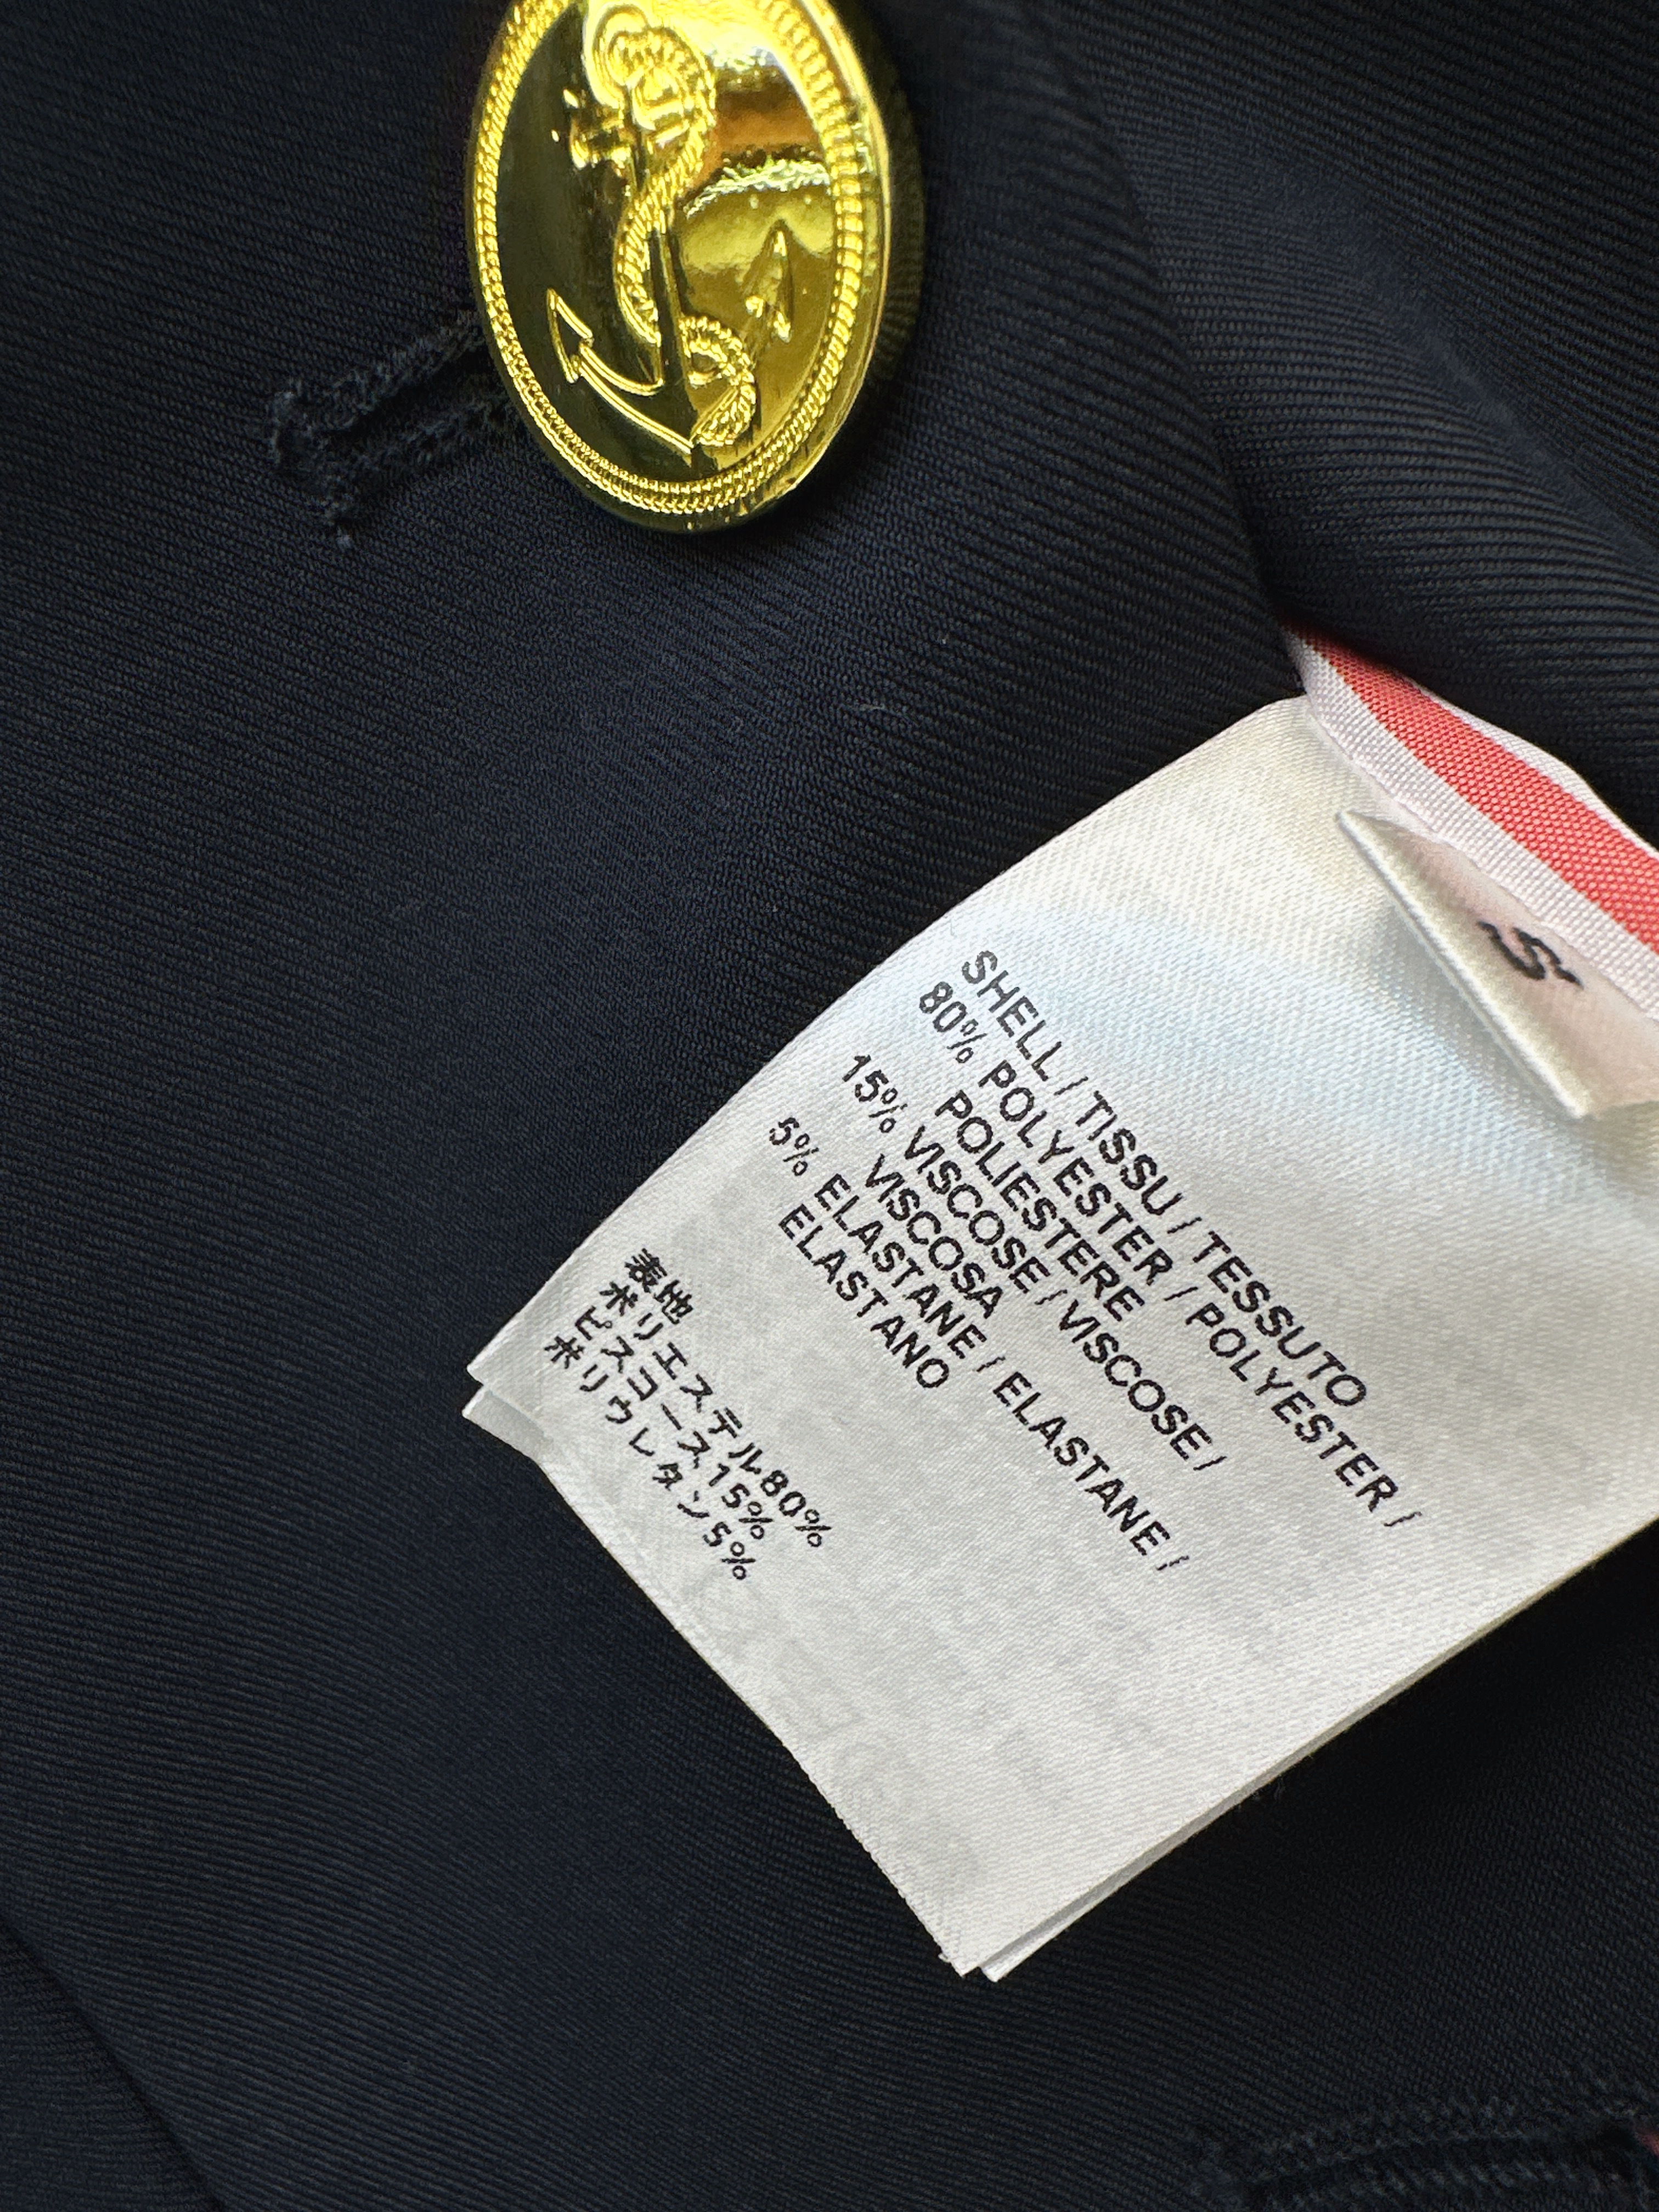 S
SHELL / TISSU / TESSUTO
80% POLYESTER / POLYESTER /
POLIESTERE
15% VISCOSE / VISCOSE /
VISCOSA
5% ELASTANE / ELASTANE /
ELASTANO
表地
ポリエステル80%
ビスコース15%
ポリウレタン5%